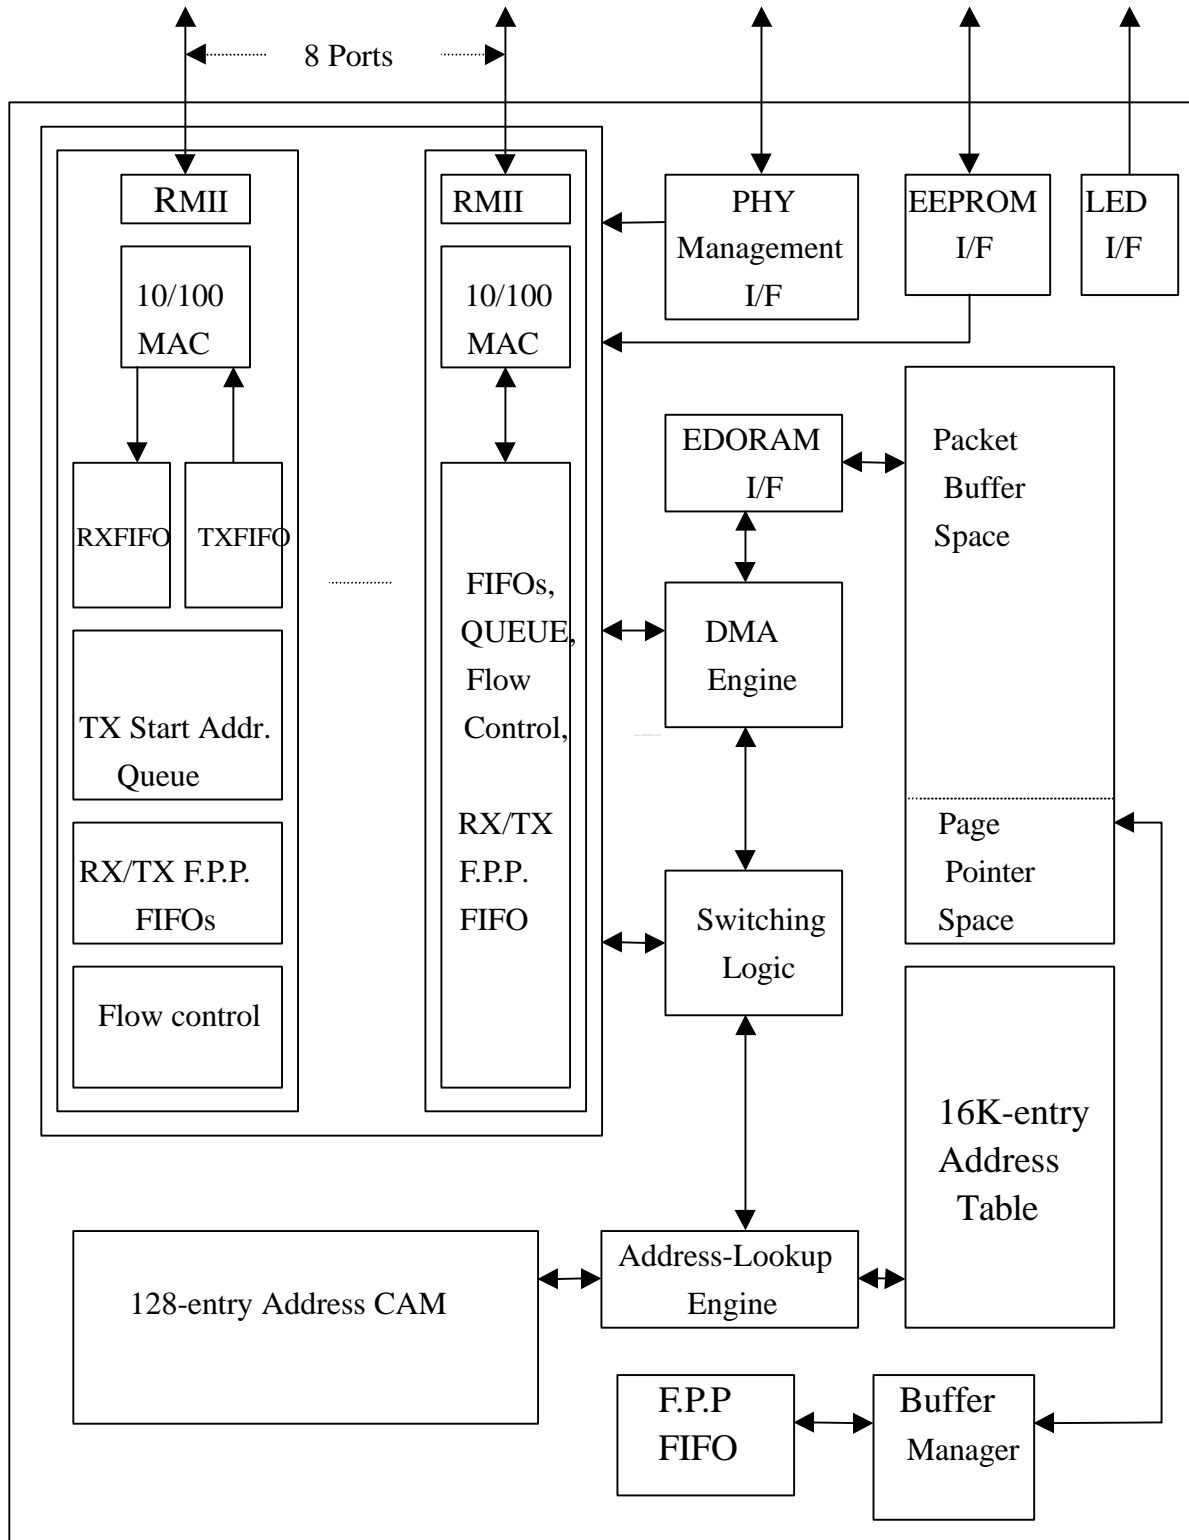 8 Ports
RMII
RMII
PHY
Management
I/F
EEPROM
I/F
LED
I/F
10/100
MAC
10/100
MAC
EDORAM
I/F
Packet
Buffer
Space
RXFIFO
TXFIFO
FIFOs,
QUEUE,
Flow
Control,
RX/TX
F.P.P.
FIFO
DMA
Engine
TX Start Addr.
Queue
RX/TX F.P.P.
FIFOs
Flow control
Page
Pointer
Space
Switching
Logic
16K-entry
Address
Table
Address-Lookup
Engine
128-entry Address CAM
F.P.P
FIFO
Buffer
Manager